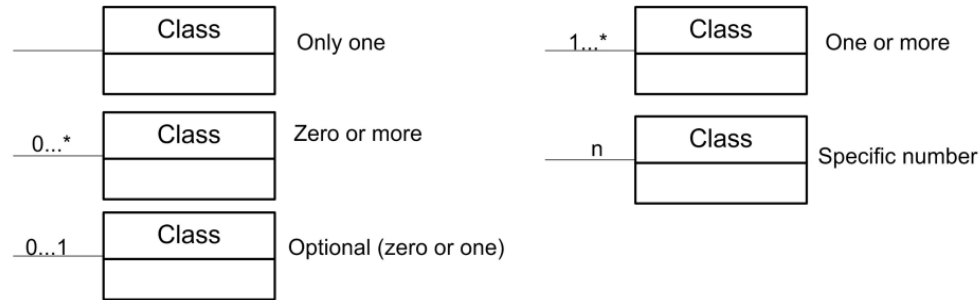 Class
Only one
0...*
Class
Zero or more
0...1
Class
Optional (zero or one)
1...*
Class
One or more
n
Class
Specific number